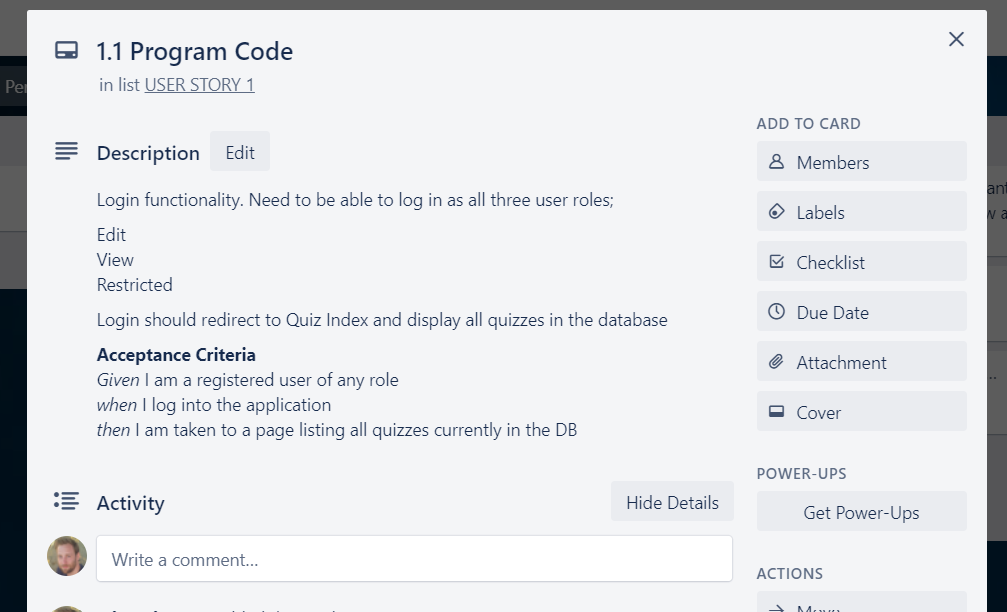 1.1 Program Code
in list USER STORY 1
Description
Edit
Login functionality. Need to be able to log in as all three user roles;
Edit
View
Restricted
Login should redirect to Quiz Index and display all quizzes in the database
Acceptance Criteria
Given I am a registered user of any role
when I log into the application
then I am taken to a page listing all quizzes currently in the DB
Activity
Hide Details
Write a comment...
ADD TO CARD
Members
Labels
Checklist
Due Date
Attachment
Cover
POWER-UPS
Get Power-Ups
ACTIONS
Move